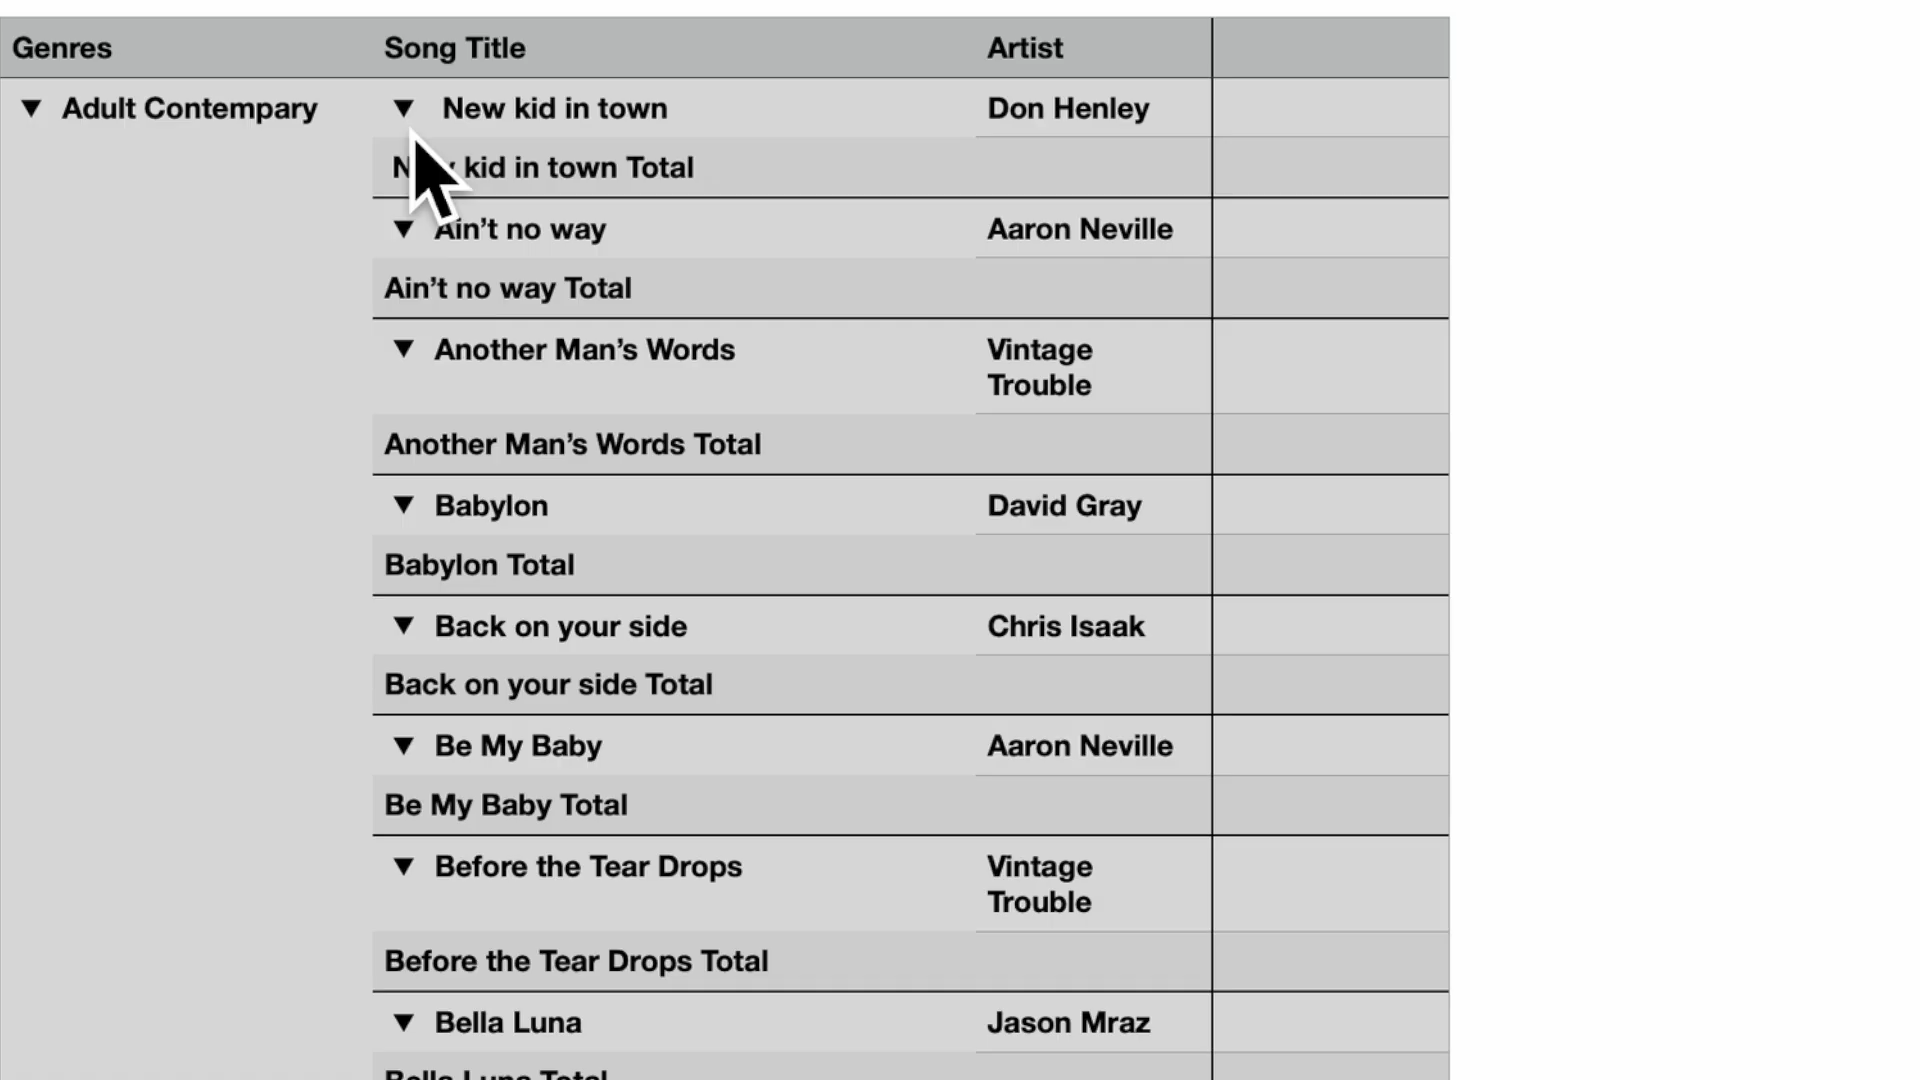 Genres Song Title Artist
▼ Adult Contempary ▼ New kid in town Don Henley
kid in town Total
▼ Ain’t no way Aaron Neville
Ain’t no way Total
▼ Another Man’s Words Vintage
Trouble
Another Man’s Words Total
▼ Babylon David Gray
Babylon Total
▼ Back on your side Chris Isaak
Back on your side Total
▼ Be My Baby Aaron Neville
Be My Baby Total
▼ Before the Tear Drops Vintage
Trouble
Before the Tear Drops Total
▼ Bella Luna Jason Mraz
Bella Luna Total